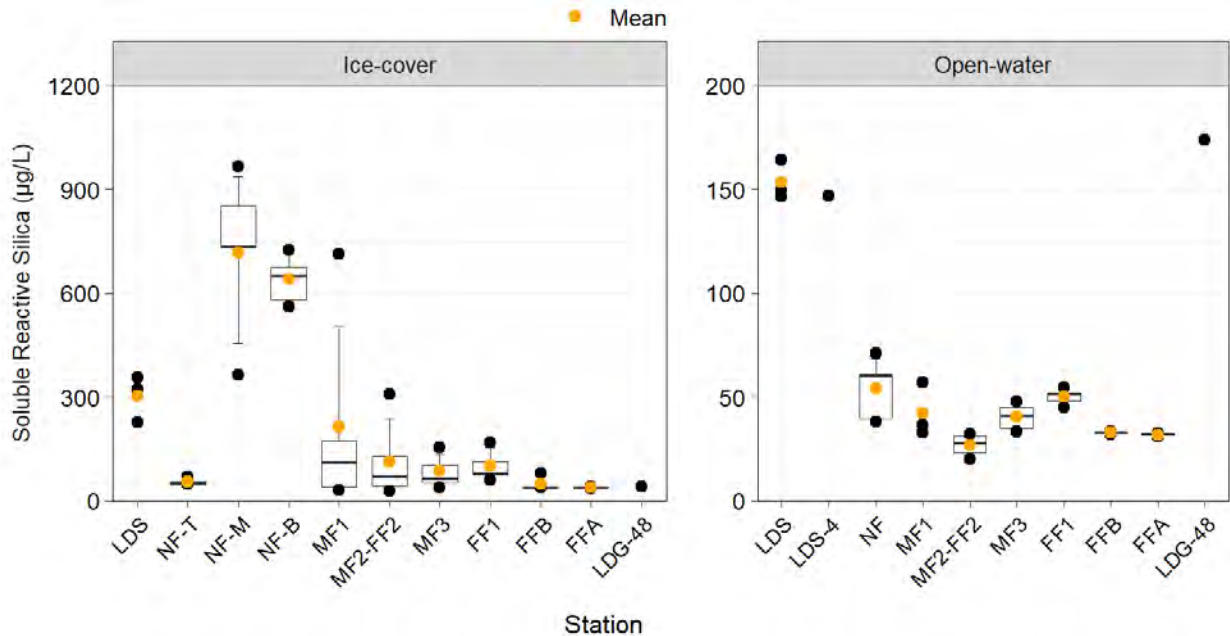 Mean
Ice-cover
Open-water
Soluble Reactive Silica (µg/L)
1200
900
600
300
0
200
150
100
50
0
LDS
NF-T
NF-M
NF-B
MF1
MF2-FF2
MF3
FF1
FFB
FFA
LDG-48
LDS
LDS-4
NF
MF1
MF2-FF2
MF3
FF1
FFB
FFA
LDG-48
Station